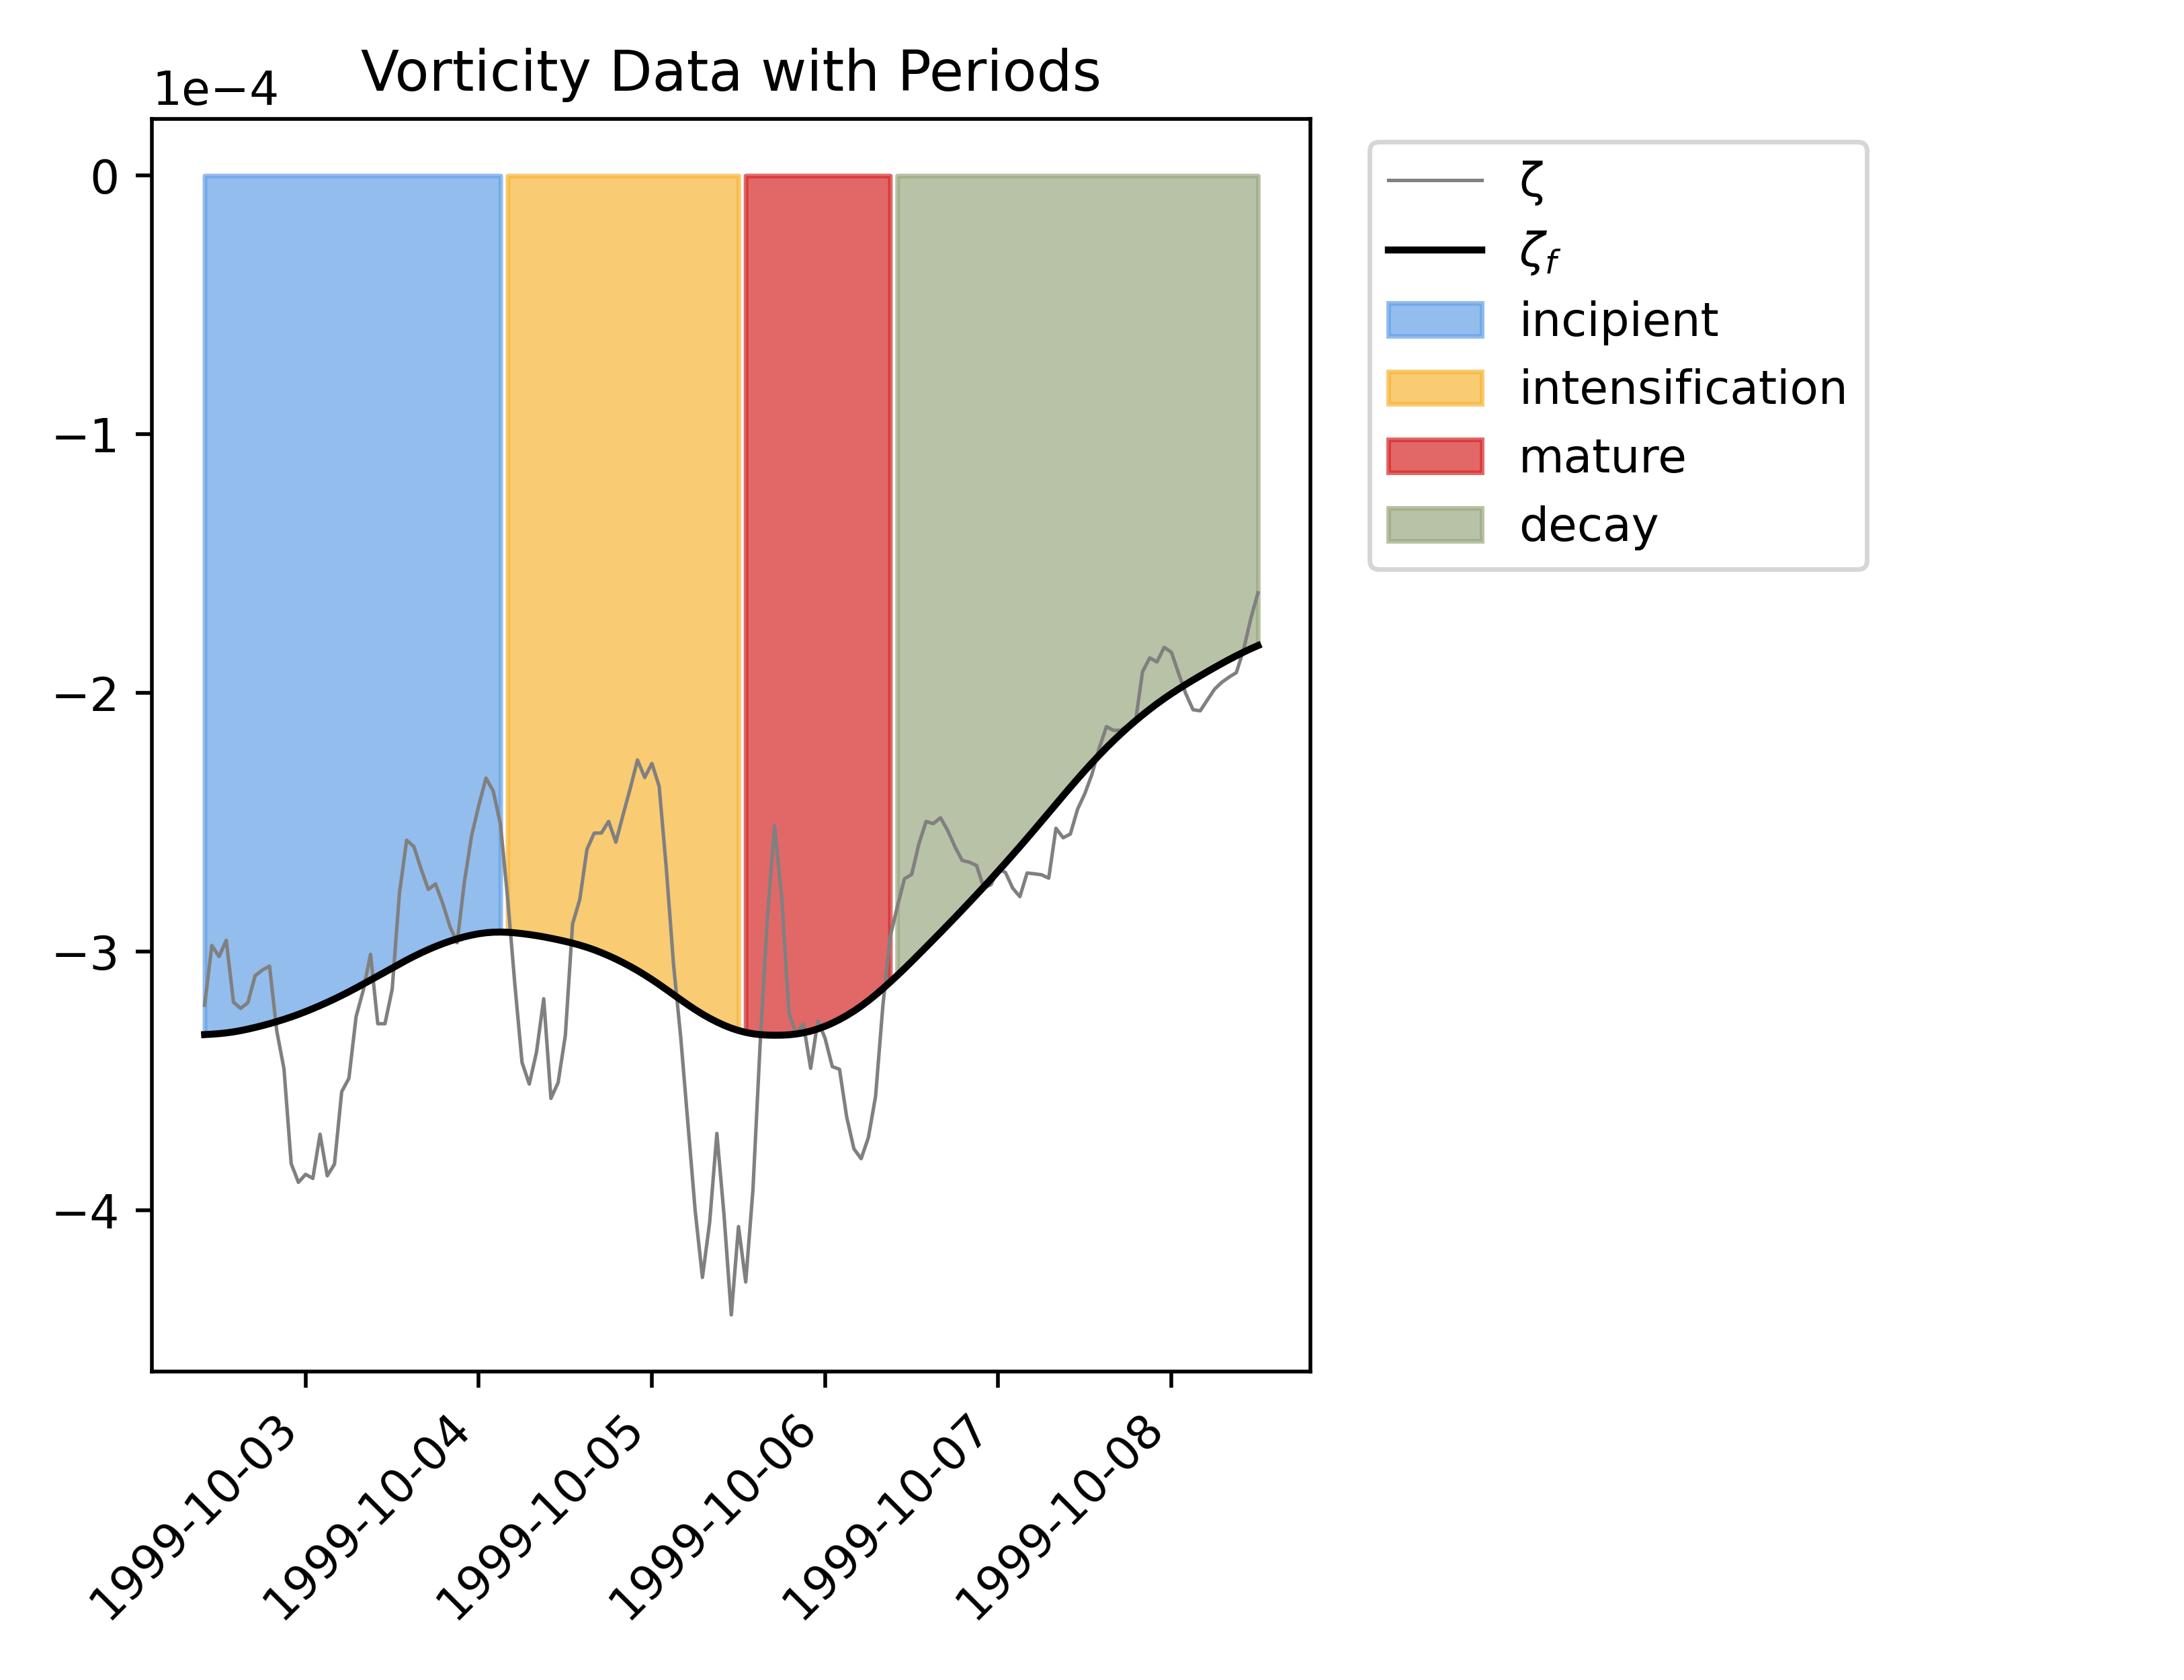 Vorticity Data with Periods
1e−4
0
−1
−2
−3
−4
1999-10-03
1999-10-04
1999-10-05
1999-10-06
1999-10-07
1999-10-08
ζ
ζf
incipient
intensification
mature
decay